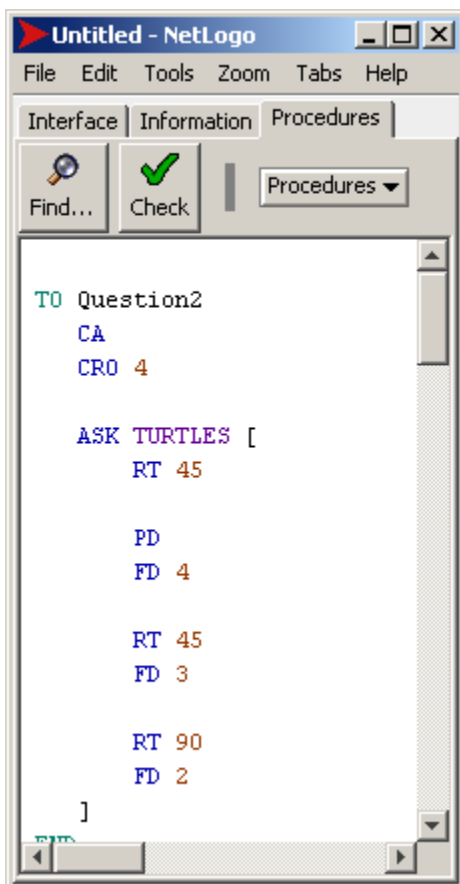 Untitled - NetLogo
File Edit Tools Zoom Tabs Help
Interface Information Procedures
Find... Check Procedures
TO Question2
CA
CRO 4
ASK TURTLES [
RT 45
PD
FD 4
RT 45
FD 3
RT 90
FD 2
]
END